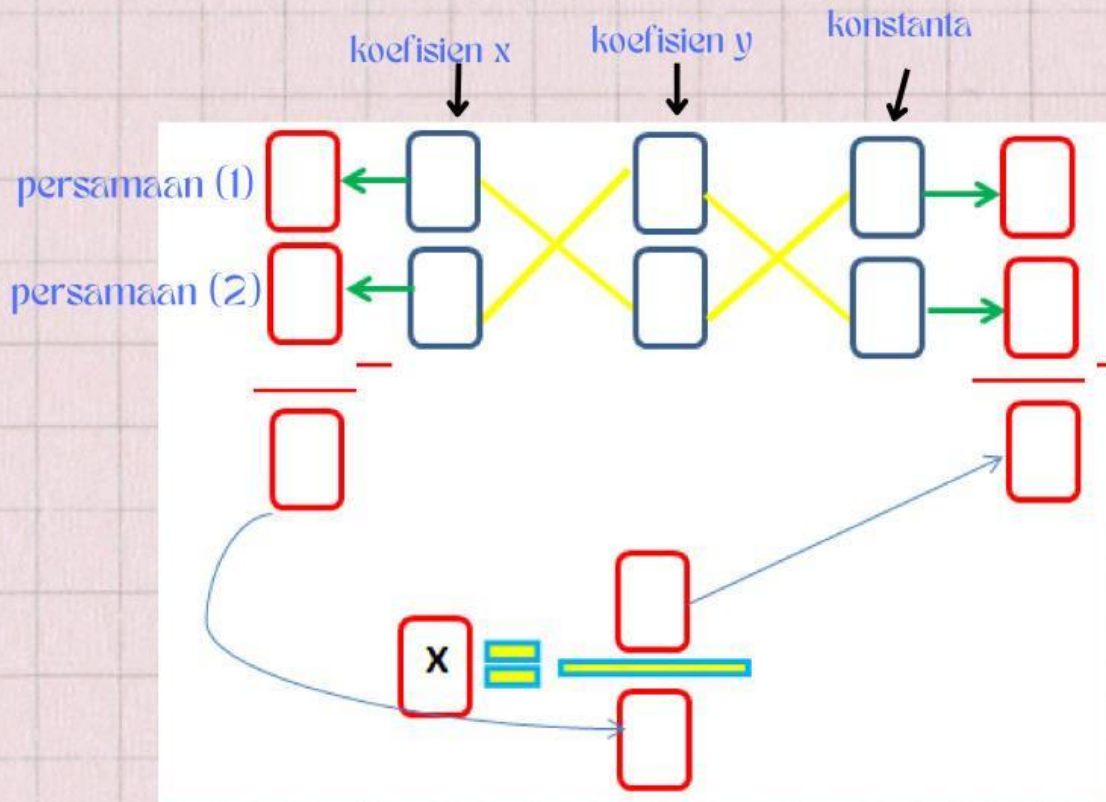 koefisien x
koefisien y
konstanta
persamaan (1)
persamaan (2)
X